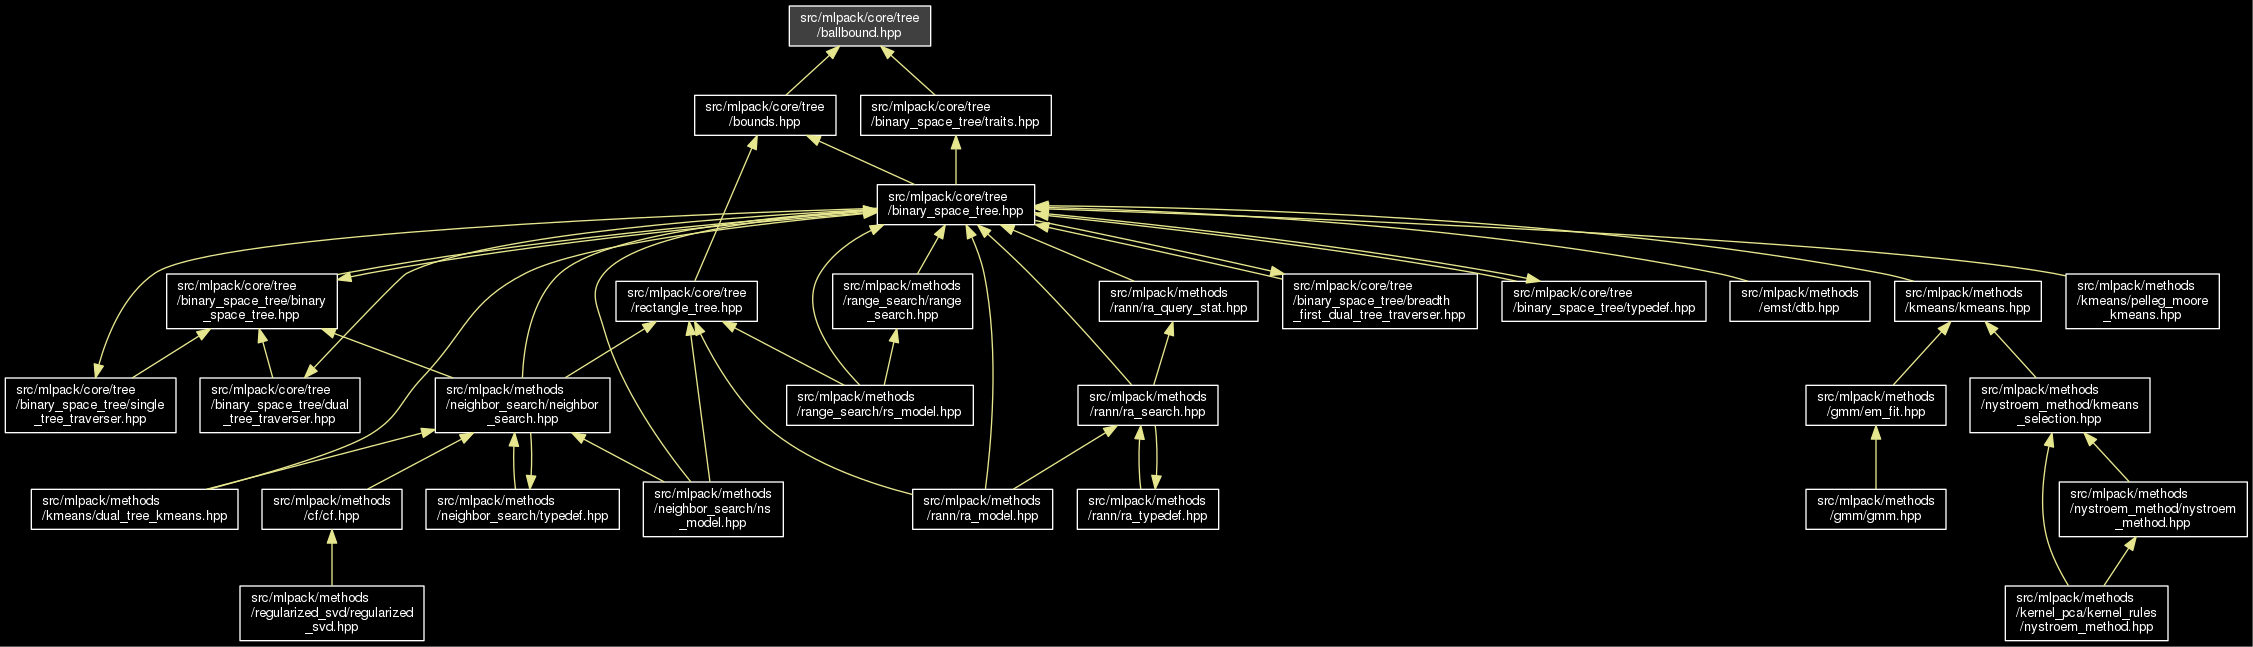 src/mlpack/core/tree
/ballbound.hpp
src/mlpack/core/tree
/bounds.hpp
src/mlpack/core/tree
/binary_space_tree/traits.hpp
src/mlpack/core/tree
/binary_space_tree.hpp
src/mlpack/core/tree
/binary_space_tree/binary
_space_tree.hpp
src/mlpack/core/tree
/rectangle_tree.hpp
src/mlpack/methods
/range_search/range
_search.hpp
src/mlpack/methods
/rann/ra_query_stat.hpp
src/mlpack/core/tree
/binary_space_tree/breadth
_first_dual_tree_traverser.hpp
src/mlpack/core/tree
/binary_space_tree/typedef.hpp
src/mlpack/methods
/emst/dtb.hpp
src/mlpack/methods
/kmeans/kmeans.hpp
src/mlpack/methods
/kmeans/pelleg_moore
_kmeans.hpp
src/mlpack/core/tree
/binary_space_tree/single
_tree_traverser.hpp
src/mlpack/core/tree
/binary_space_tree/dual
_tree_traverser.hpp
src/mlpack/methods
/neighbor_search/neighbor
_search.hpp
src/mlpack/methods
/range_search/rs_model.hpp
src/mlpack/methods
/rann/ra_search.hpp
src/mlpack/methods
/gmm/em_fit.hpp
src/mlpack/methods
/nystroem_method/kmeans
_selection.hpp
src/mlpack/methods
/kmeans/dual_tree_kmeans.hpp
src/mlpack/methods
/cf/cf.hpp
src/mlpack/methods
/neighbor_search/typedef.hpp
src/mlpack/methods
/neighbor_search/ns
_model.hpp
src/mlpack/methods
/rann/ra_model.hpp
src/mlpack/methods
/rann/ra_typedef.hpp
src/mlpack/methods
/gmm/gmm.hpp
src/mlpack/methods
/nystroem_method/nystroem
_method.hpp
src/mlpack/methods
/regularized_svd/regularized
_svd.hpp
src/mlpack/methods
/kernel_pca/kernel_rules
/nystroem_method.hpp